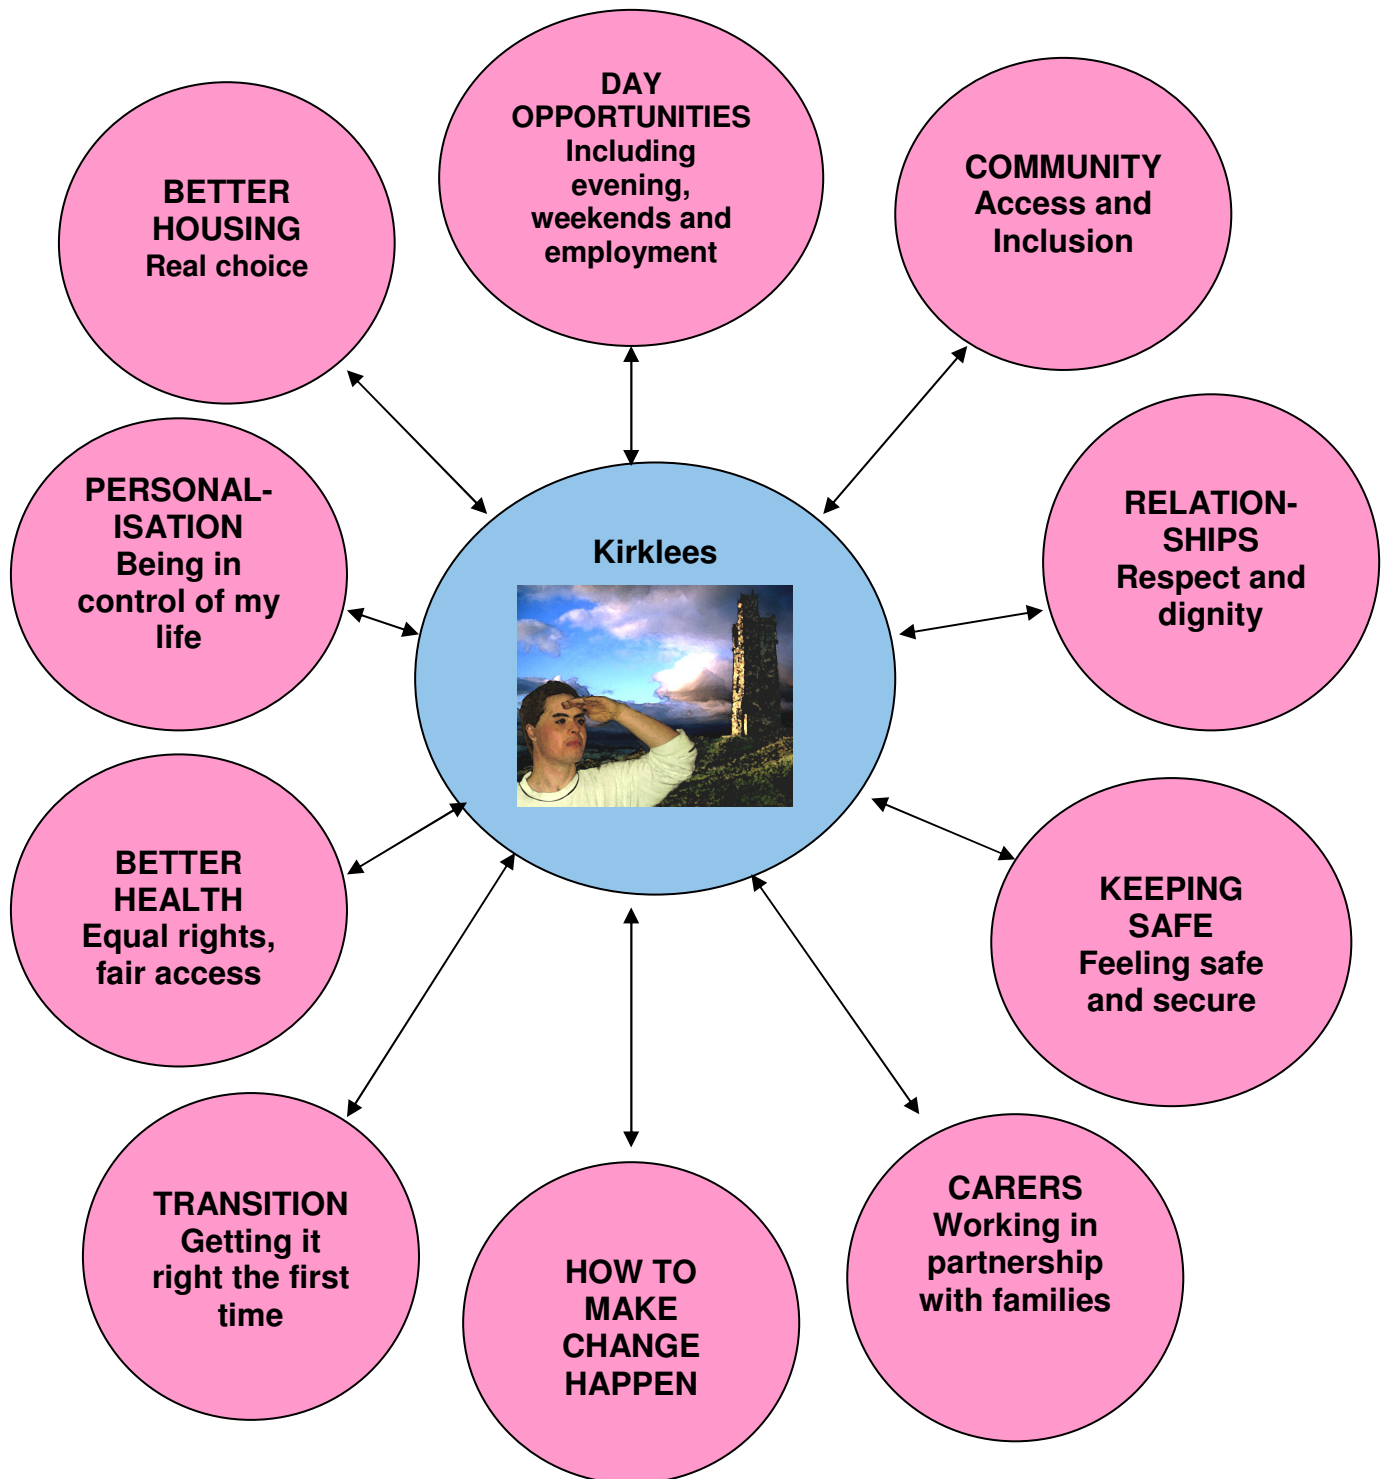 DAY
OPPORTUNITIES
Including
evening,
weekends and
employment
COMMUNITY
Access and
Inclusion
BETTER
HOUSING
Real choice
PERSONAL-
ISATION
Being in
control of my
life
Kirklees
RELATION-
SHIPS
Respect and
dignity
BETTER
HEALTH
Equal rights,
fair access
KEEPING
SAFE
Feeling safe
and secure
TRANSITION
Getting it
right the first
time
HOW TO
MAKE
CHANGE
HAPPEN
CARERS
Working in
partnership
with families